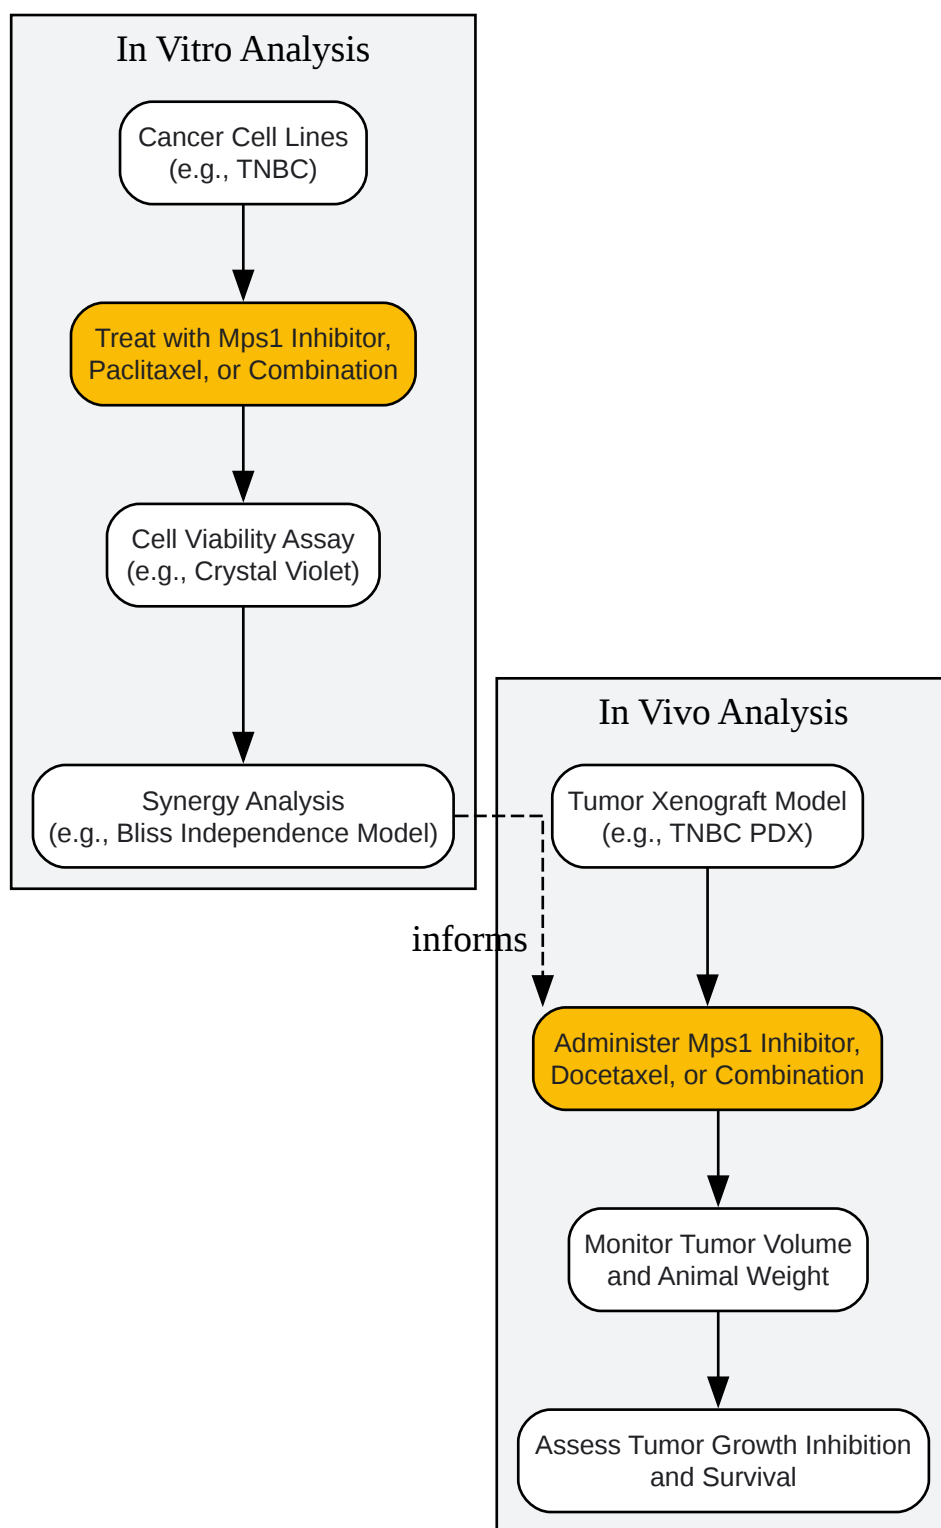 In Vitro Analysis
Cancer Cell Lines
(e.g., TNBC)
Treat with Mps1 Inhibitor,
Paclitaxel, or Combination
Cell Viability Assay
(e.g., Crystal Violet)
Synergy Analysis
(e.g., Bliss Independence Model)
informs
In Vivo Analysis
Tumor Xenograft Model
(e.g., TNBC PDX)
Administer Mps1 Inhibitor,
Docetaxel, or Combination
Monitor Tumor Volume
and Animal Weight
Assess Tumor Growth Inhibition
and Survival